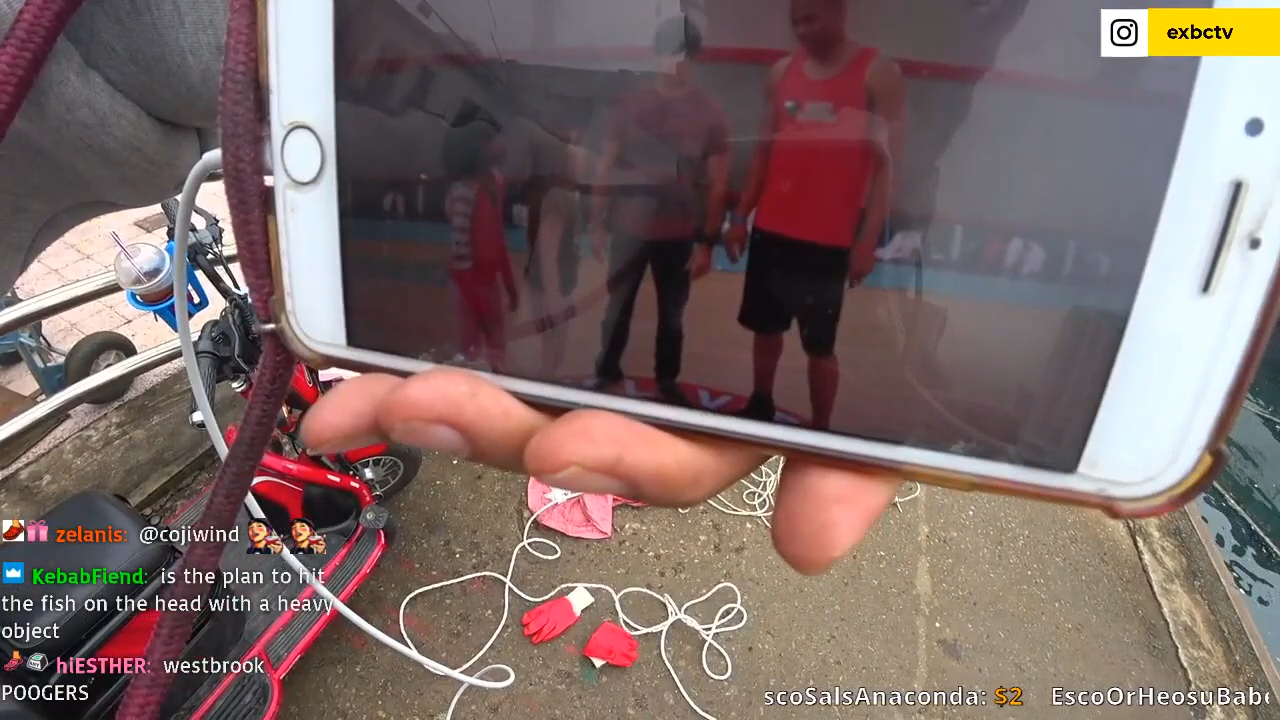 exbctv
zelanis: @cojiwind
KebabFiend: is the plan to hit
the fish on the head with a heavy
object
hiESTHER: westbrook
POOGERS
scoSalsAnaconda: $2 EscoOrHeosuBabe